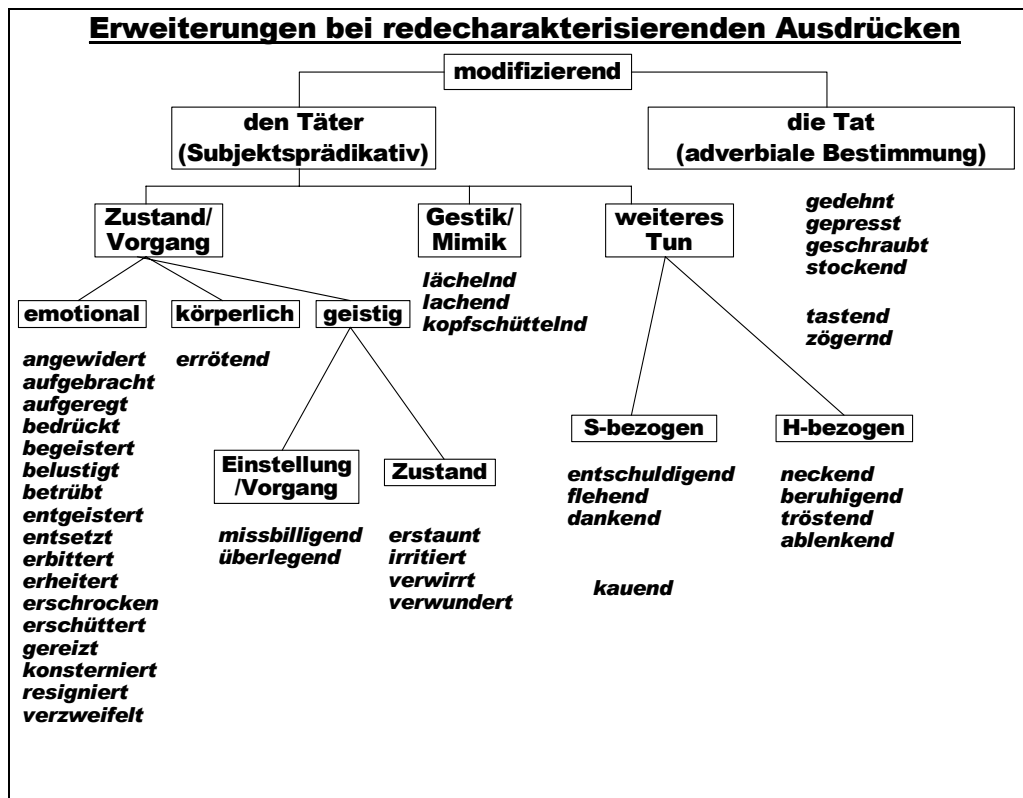 Erweiterungen bei redecharakterisierenden Ausdrücken
modifizierend
den Täter
(Subjektsprädikativ)
die Tat
(adverbiale Bestimmung)
Zustand/
Vorgang
Gestik/
Mimik
weiteres
Tun
gedehnt
gepresst
geschraubt
stockend
tastend
zögernd
lächelnd
lachend
kopfschüttelnd
emotional
körperlich
geistig
angewidert
aufgebracht
aufgeregt
bedrückt
begeistert
belustigt
betrübt
entgeistert
entsetzt
erbittert
erheitert
erschrocken
erschüttert
gereizt
konsterniert
resigniert
verzweifelt
errötend
Einstellung
/Vorgang
missbilligend
überlegend
Zustand
erstaunt
irritiert
verwirrt
verwundert
S-bezogen
entschuldigend
flehend
dankend
kauend
H-bezogen
neckend
beruhigend
tröstend
ablenkend